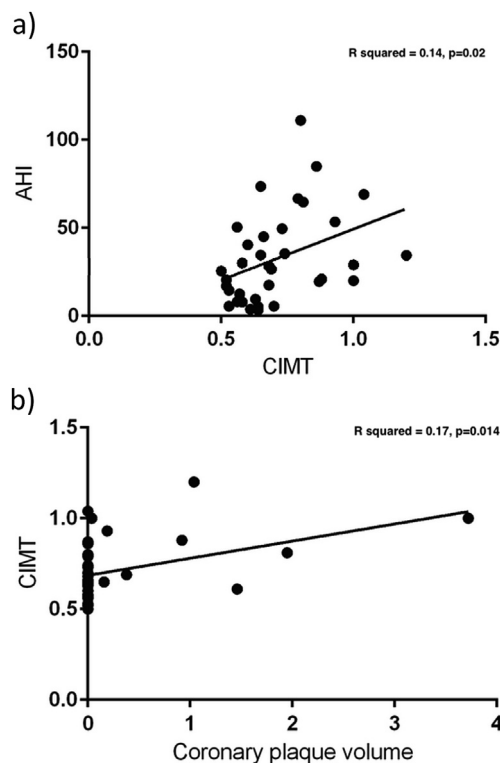 a)
R squared = 0.14, p=0.02
150
100
50
0
AHI
0.0 0.5 1.0 1.5
CIMT
b)
R squared = 0.17, p=0.014
1.5
1.0
0.5
0.0
CIMT
0 1 2 3 4
Coronary plaque volume